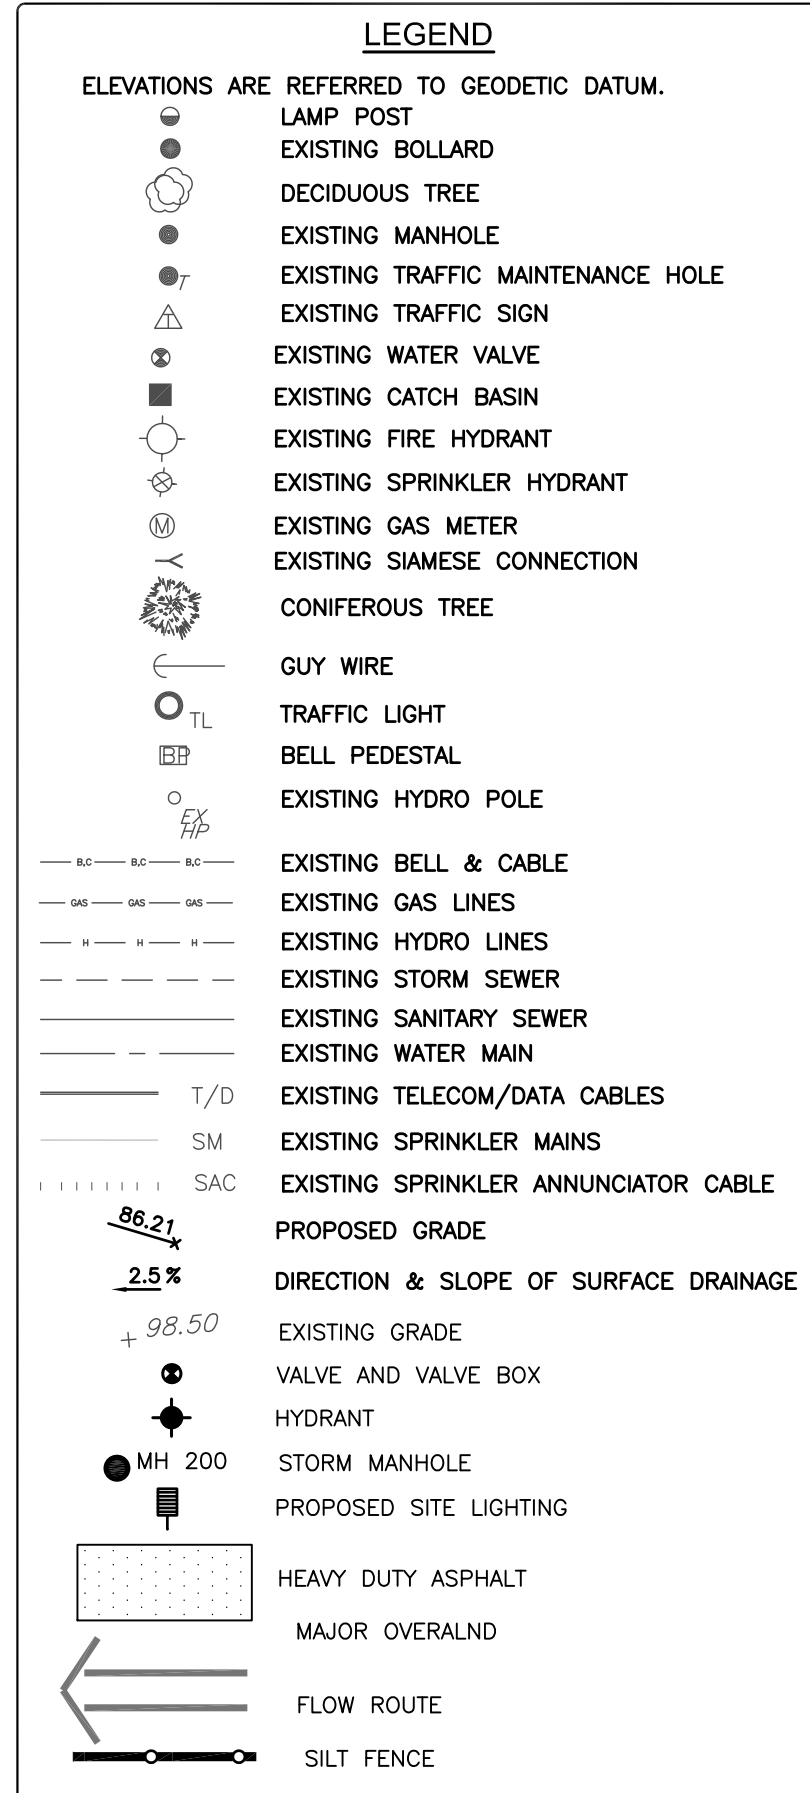 LEGEND
ELEVATIONS ARE REFERRED TO GEODETIC DATUM.
LAMP POST
EXISTING BOLLARD
DECIDUOUS TREE
EXISTING MANHOLE
T EXISTING TRAFFIC MAINTENANCE HOLE
T EXISTING TRAFFIC SIGN
EXISTING WATER VALVE
EXISTING CATCH BASIN
EXISTING FIRE HYDRANT
EXISTING SPRINKLER HYDRANT
M EXISTING GAS METER
EXISTING SIAMESE CONNECTION
CONIFEROUS TREE
GUY WIRE
TL TRAFFIC LIGHT
BP BELL PEDESTAL
EXISTING HYDRO POLE
EX
HP
B,C B,C B,C EXISTING BELL & CABLE
GAS GAS GAS EXISTING GAS LINES
H H H EXISTING HYDRO LINES
EXISTING STORM SEWER
EXISTING SANITARY SEWER
EXISTING WATER MAIN
T/D EXISTING TELECOM/DATA CABLES
SM EXISTING SPRINKLER MAINS
SAC EXISTING SPRINKLER ANNUNCIATOR CABLE
86.21 PROPOSED GRADE
2.5% DIRECTION & SLOPE OF SURFACE DRAINAGE
+ 98.50 EXISTING GRADE
VALVE AND VALVE BOX
HYDRANT
MH 200 STORM MANHOLE
PROPOSED SITE LIGHTING
HEAVY DUTY ASPHALT
MAJOR OVERALND
FLOW ROUTE
SILT FENCE